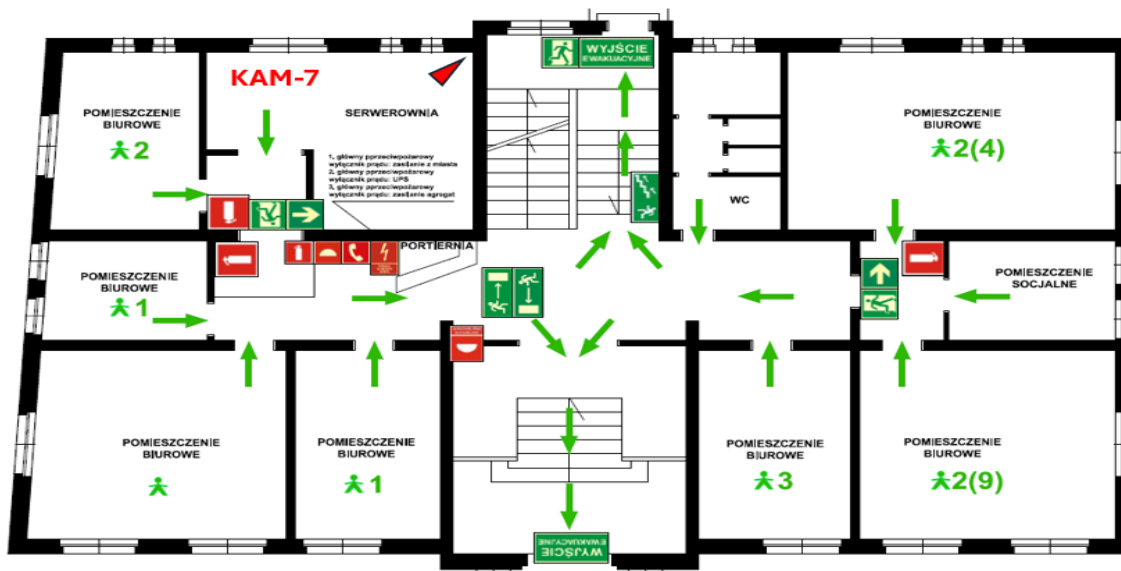 WYJŚCIE
EWAKUACYJNE
KAM-7
POMIESZCZENIE
BIUROWE
2
SERWEROWNIA
1, główny pprzeciwpożarowy
wyłącznik prądu: zasilanie z miasta
2. główny przeciwpożarowy
wyłącznik prądu: UPS
3, główny przeciwpożarowy
wyłącznik prądu: zasilanie agregat
POMIESZCZENIE
BIUROWE
2(4)
WC
PORTIERNIA
POMIESZCZENIE
BIUROWE
1
POMIESZCZENIE
SOCJALNE
POMIESZCZENIE
BIUROWE
POMIESZCZENIE
BIUROWE
1
POMIESZCZENIE
BIUROWE
3
POMIESZCZENIE
BIUROWE
2(9)
WYJŚCIE
EWAKUACYJNE